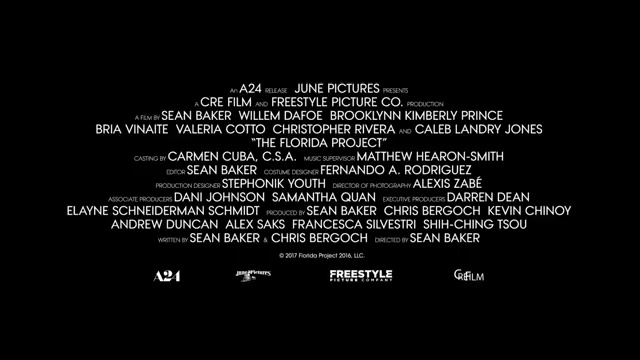 An A24 RELEASE JUNE PICTURES PRESENTS
A CRE FILM AND FREESTYLE PICTURE CO. PRODUCTION
A FILM BY SEAN BAKER WILLEM DAFOE BROOKLYNN KIMBERLY PRINCE
BRIA VINAITE VALERIA COTTO CHRISTOPHER RIVERA AND CALEB LANDRY JONES
"THE FLORIDA PROJECT"
CASTING BY CARMEN CUBA, C.S.A. MUSIC SUPERVISOR MATTHEW HEARON-SMITH
EDITOR SEAN BAKER COSTUME DESIGNER FERNANDO A. RODRIGUEZ
PRODUCTION DESIGNER STEPHONIK YOUTH DIRECTOR OF PHOTOGRAPHY ALEXIS ZABÉ
ASSOCIATE PRODUCERS DANI JOHNSON SAMANTHA QUAN EXECUTIVE PRODUCERS DARREN DEAN
ELAYNE SCHNEIDERMAN SCHMIDT PRODUCED BY SEAN BAKER CHRIS BERGOCH KEVIN CHINOY
ANDREW DUNCAN ALEX SAKS FRANCESCA SILVESTRI SHIH-CHING TSOU
WRITTEN BY SEAN BAKER & CHRIS BERGOCH DIRECTED BY SEAN BAKER
© 2017 Florida Project 2016, LLC.
A24 JUNE PICTURES FREESTYLE PICTURE COMPANY CRE FILM